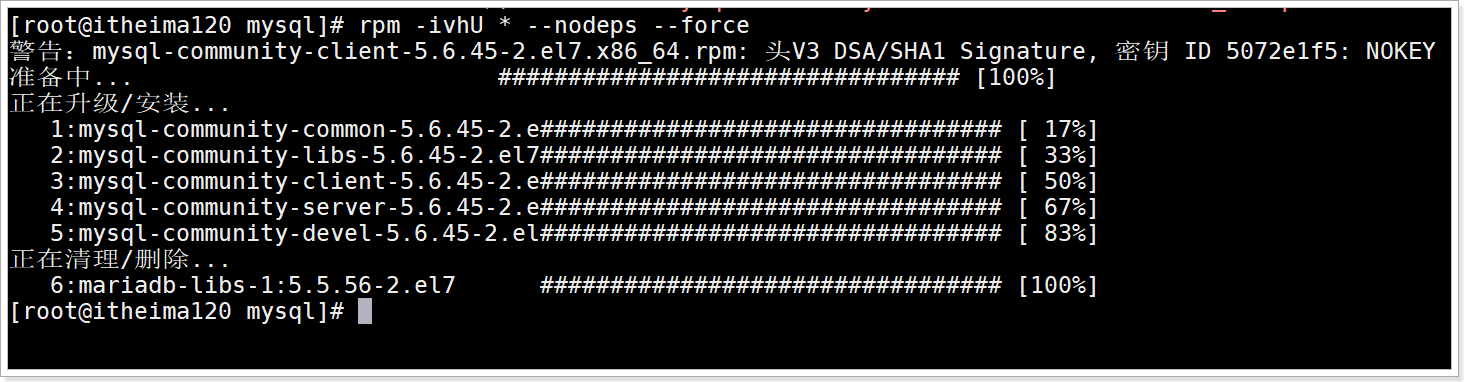 [root@itheima120 mysql]# rpm -ivhU * --nodeps --force
警告：mysql-community-client-5.6.45-2.el7.x86_64.rpm: 头V3 DSA/SHA1 Signature, 密钥 ID 5072e1f5: NOKEY
准备中... ################################# [100%]
正在升级/安装...
1:mysql-community-common-5.6.45-2.e################################# [ 17%]
2:mysql-community-libs-5.6.45-2.el7################################# [ 33%]
3:mysql-community-client-5.6.45-2.e################################# [ 50%]
4:mysql-community-server-5.6.45-2.e################################# [ 67%]
5:mysql-community-devel-5.6.45-2.el################################# [ 83%]
正在清理/删除...
6:mariadb-libs-1:5.5.56-2.el7 ################################# [100%]
[root@itheima120 mysql]#